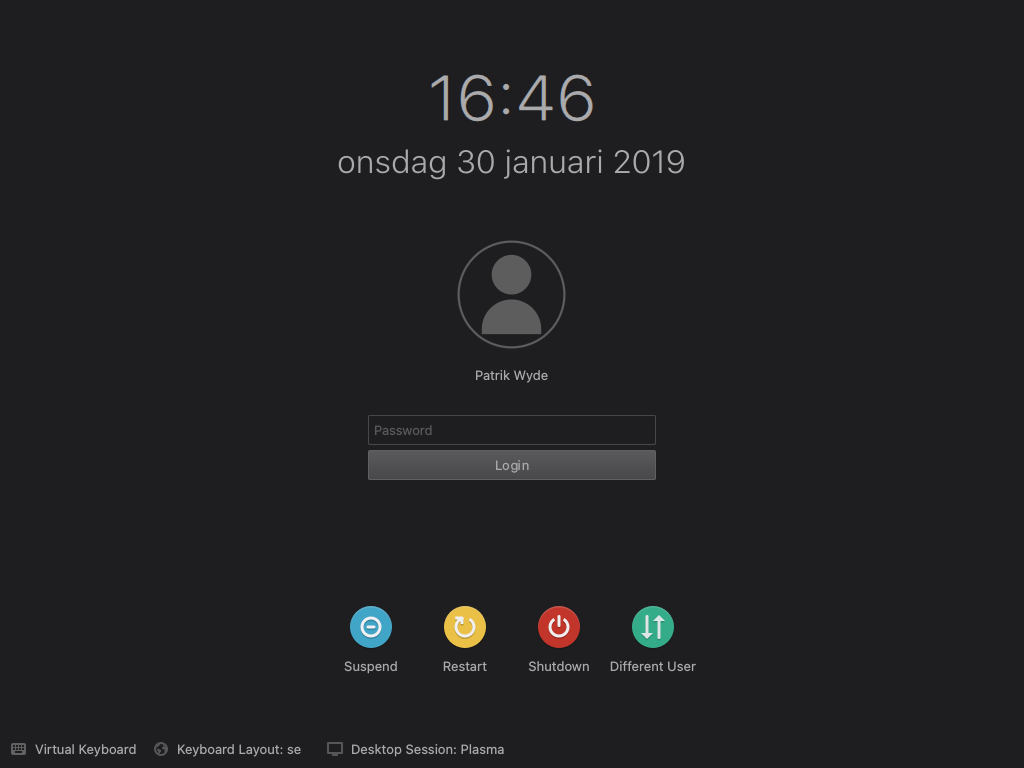 16:46
onsdag 30 januari 2019
Patrik Wyde
Password
Login
Suspend Restart Shutdown Different User
Virtual Keyboard Keyboard Layout: se Desktop Session: Plasma